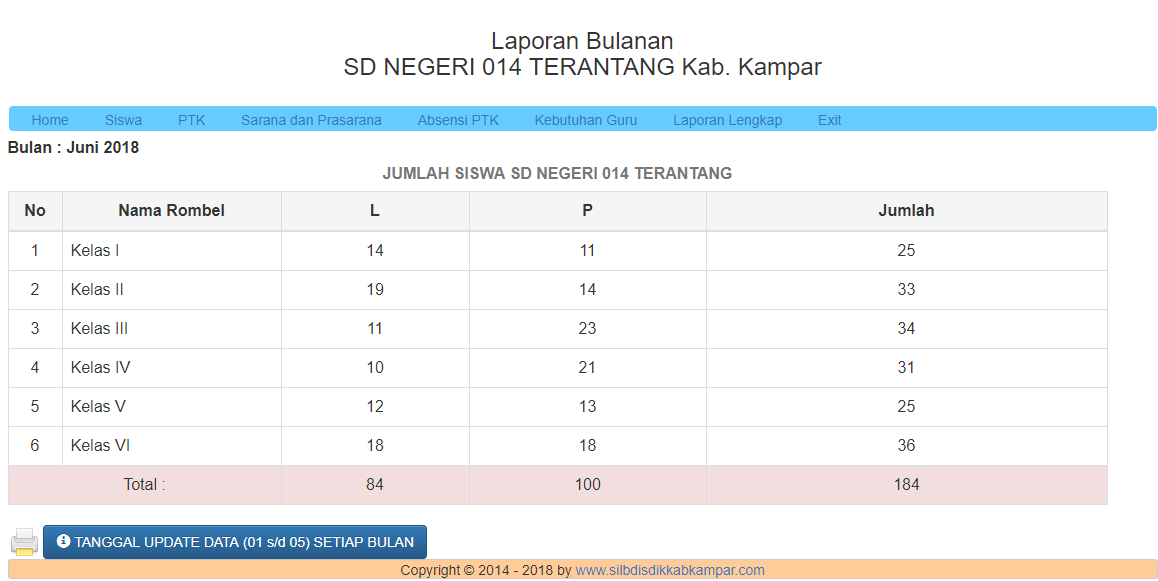 Laporan Bulanan
SD NEGERI 014 TERANTANG Kab. Kampar
Home Siswa PTK Sarana dan Prasarana Absensi PTK Kebutuhan Guru Laporan Lengkap Exit
Bulan : Juni 2018
JUMLAH SISWA SD NEGERI 014 TERANTANG
No Nama Rombel L P Jumlah
1 Kelas I 14 11 25
2 Kelas II 19 14 33
3 Kelas III 11 23 34
4 Kelas IV 10 21 31
5 Kelas V 12 13 25
6 Kelas VI 18 18 36
Total : 84 100 184
TANGGAL UPDATE DATA (01 s/d 05) SETIAP BULAN
Copyright © 2014 - 2018 by www.silbdisdikkabkampar.com